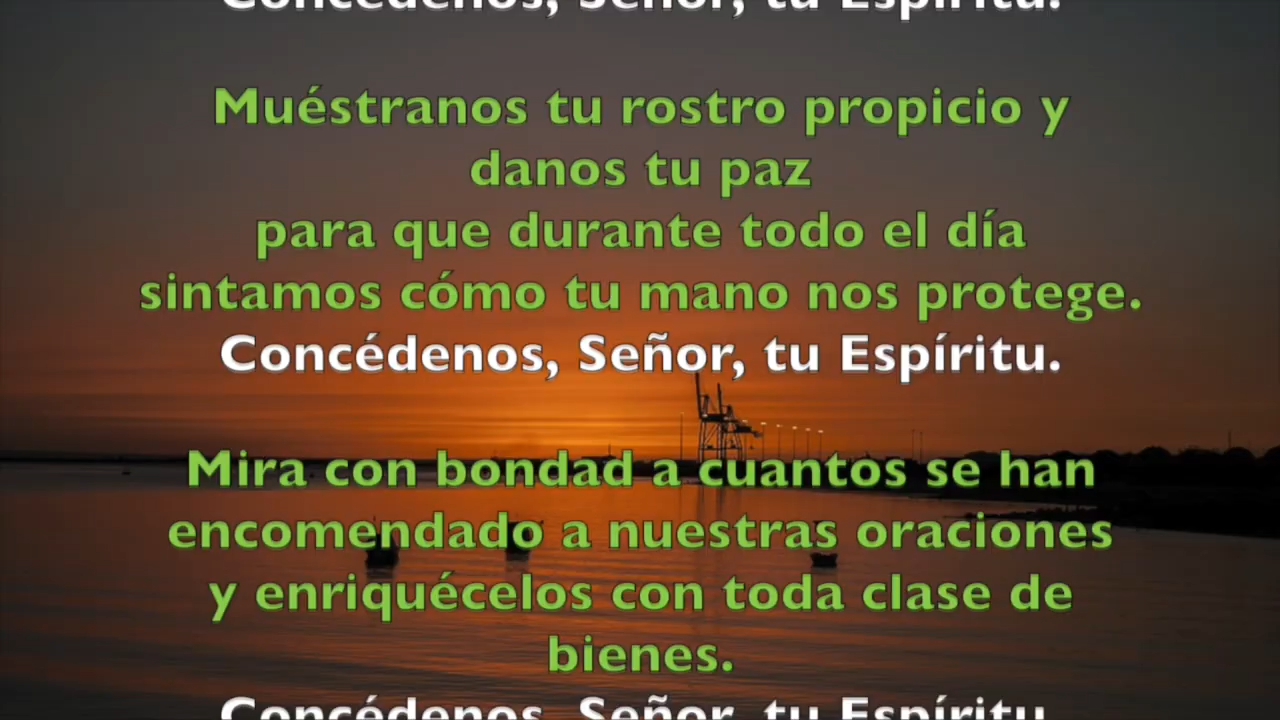 Concédenos, Señor, tu Espíritu.
Muéstranos tu rostro propicio y
danos tu paz
para que durante todo el día
sintamos cómo tu mano nos protege.
Concédenos, Señor, tu Espíritu.
Mira con bondad a cuantos se han
encomendado a nuestras oraciones
y enriquécelos con toda clase de
bienes.
Concédenos, Señor, tu Espíritu.